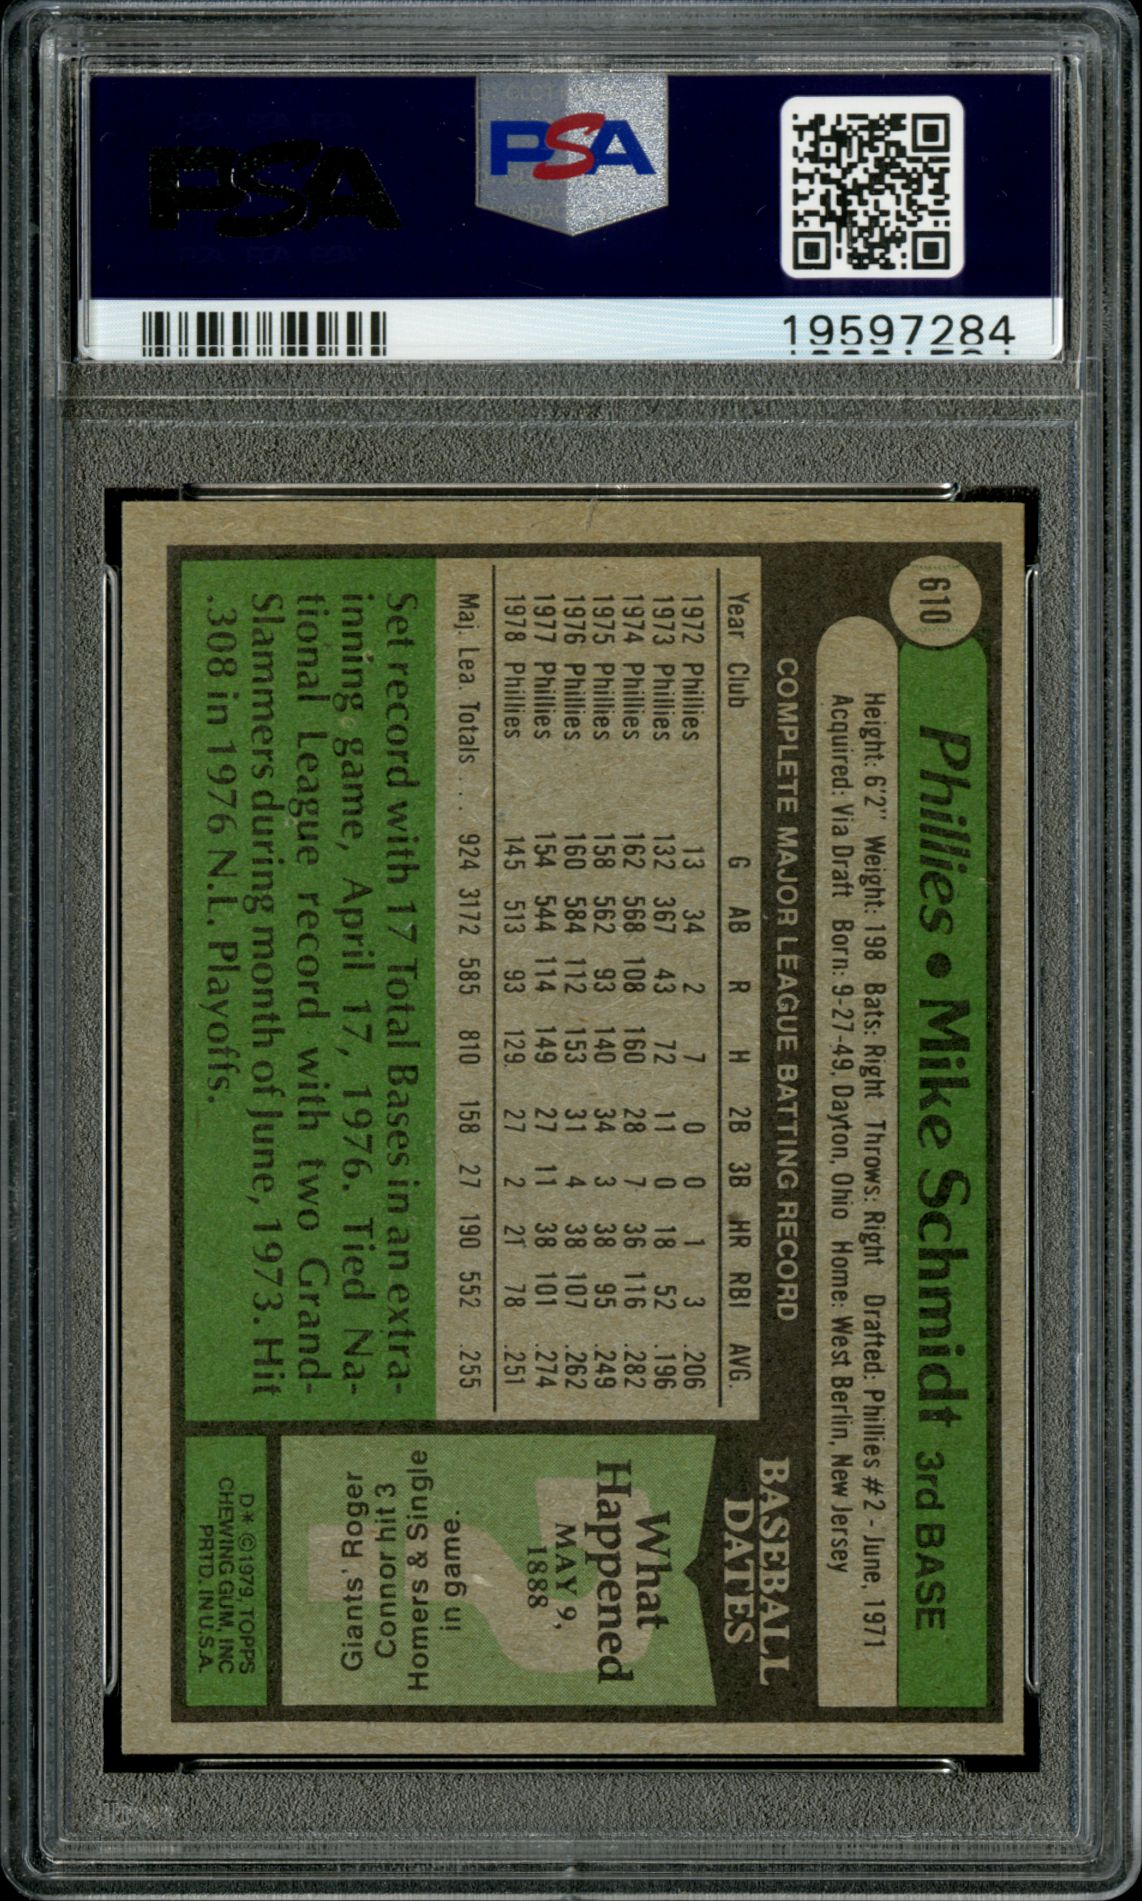 PSA
PSA
19597284
610
Phillies • Mike Schmidt 3rd BASE
Height: 6'2" Weight: 198 Bats: Right Throws: Right Drafted: Phillies #2 - June, 1971
Acquired: Via Draft Born: 9-27-49, Dayton, Ohio Home: West Berlin, New Jersey
COMPLETE MAJOR LEAGUE BATTING RECORD
Year Club G AB R H 2B 3B HR RBI AVG.
1972 Phillies 13 34 2 7 0 0 1 3 .206
1973 Phillies 132 367 43 72 11 0 18 52 .196
1974 Phillies 162 568 108 160 28 7 36 116 .282
1975 Phillies 158 562 93 140 34 3 38 95 .249
1976 Phillies 160 584 112 153 31 4 38 107 .262
1977 Phillies 154 544 114 149 27 11 38 101 .274
1978 Phillies 145 513 93 129 27 2 21 78 .251
Maj. Lea. Totals . . 924 3172 585 810 158 27 190 552 .255
Set record with 17 Total Bases in an extra-
inning game, April 17, 1976. Tied Na-
tional League record with two Grand-
Slammers during month of June, 1973. Hit
.308 in 1976 N.L. Playoffs.
BASEBALL
DATES
What
Happened
MAY 9,
1888
Giants' Roger
Connor hit 3
Homers & Single
in game.
D* ©1979, TOPPS
CHEWING GUM, INC
PRTD. IN U.S.A.